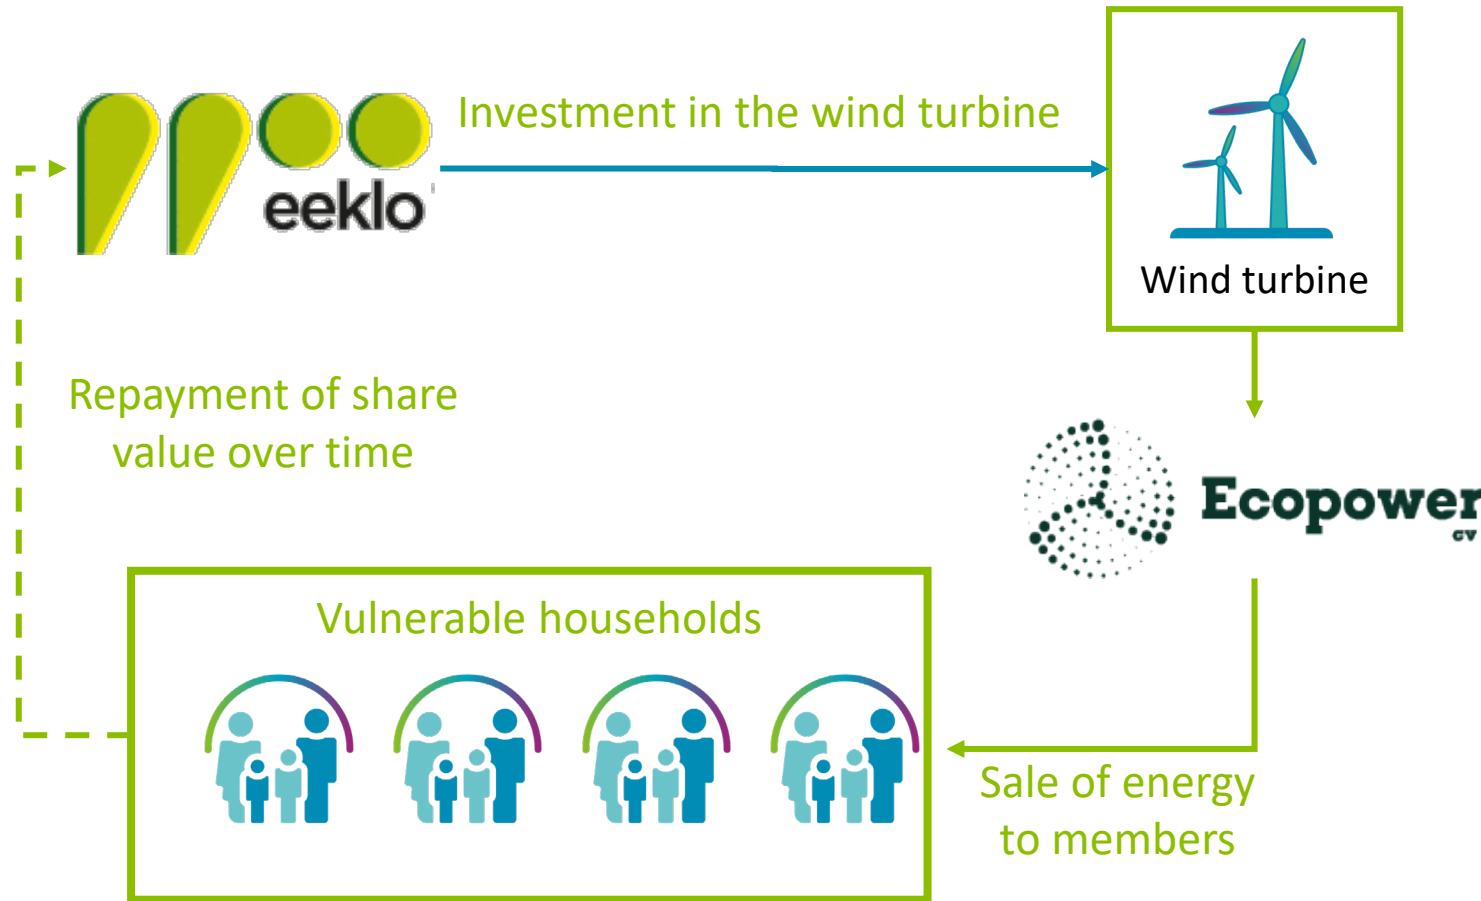 Investment in the wind turbine
eeklo
Wind turbine
Repayment of share
value over time
Ecopower
CV
Vulnerable households
Sale of energy
to members